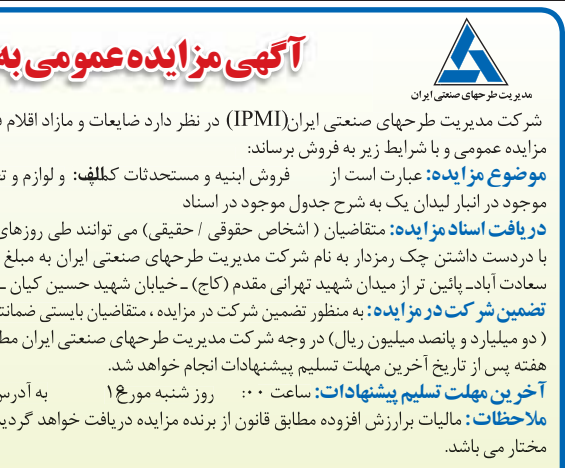 آگهی مزایده عمومی به
مدیریت طرحهای صنعتی ایران
شرکت مدیریت طرحهای صنعتی ایران(IPMI) در نظر دارد ضایعات و مازاد اقلام
مزایده عمومی و با شرایط زیر به فروش برساند:
موضوع مزایده: عبارت است از فروش ابنیه و مستحدثات و لوازم و
موجود در انبار لیدان یک به شرح جدول موجود در اسناد
دریافت اسناد مزایده: متقاضیان ( اشخاص حقوقی / حقیقی) می توانند طی روزهای
با دردست داشتن چک رمزدار به نام شرکت مدیریت طرحهای صنعتی ایران به مبلغ
سعادت آباد_ پائین تر از میدان شهید تهرانی مقدم (کاج) _ خیابان شهید حسین کیان _
تضمین شرکت در مزایده: به منظور تضمین شرکت در مزایده ، متقاضیان بایستی
( دو میلیارد و پانصد میلیون ریال) در وجه شرکت مدیریت طرحهای صنعتی ایران
هفته پس از تاریخ آخرین مهلت تسلیم پیشنهادات انجام خواهد شد.
آخرین مهلت تسلیم پیشنهادات: ساعت ۰۰: روز شنبه مورخ به
ملاحظات: مالیات برارزش افزوده مطابق قانون از برنده مزایده دریافت خواهد گردید
مختار می باشد.